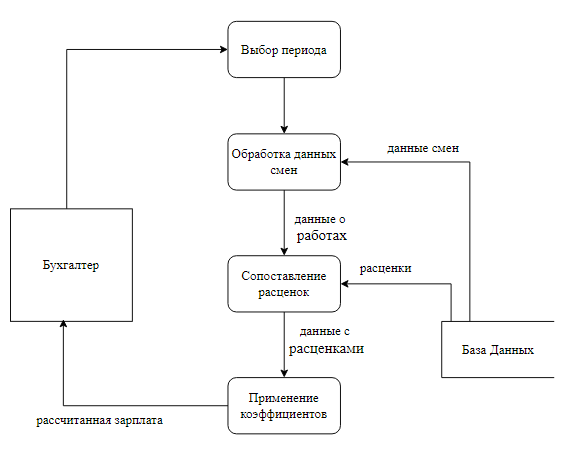 Выбор периода
Обработка данных
смен
данные смен
данные о
работах
Бухгалтер
Сопоставление
расценок
расценки
данные с
расценками
База Данных
Применение
коэффициентов
рассчитанная зарплата